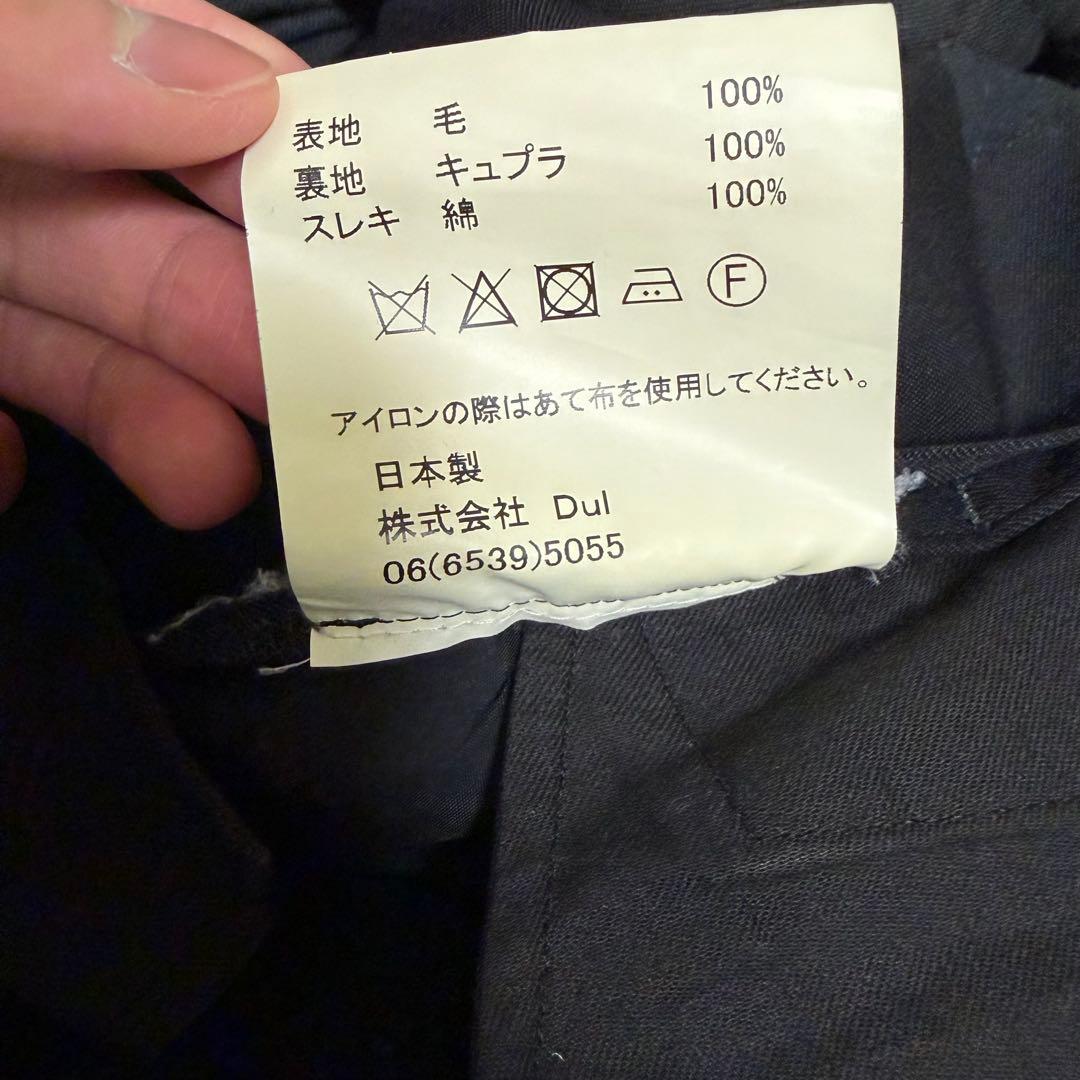 表地 毛 100%
裏地 キュプラ 100%
スレキ 綿 100%
F
アイロンの際はあて布を使用してください。
日本製
株式会社 Dul
06(6539)5055